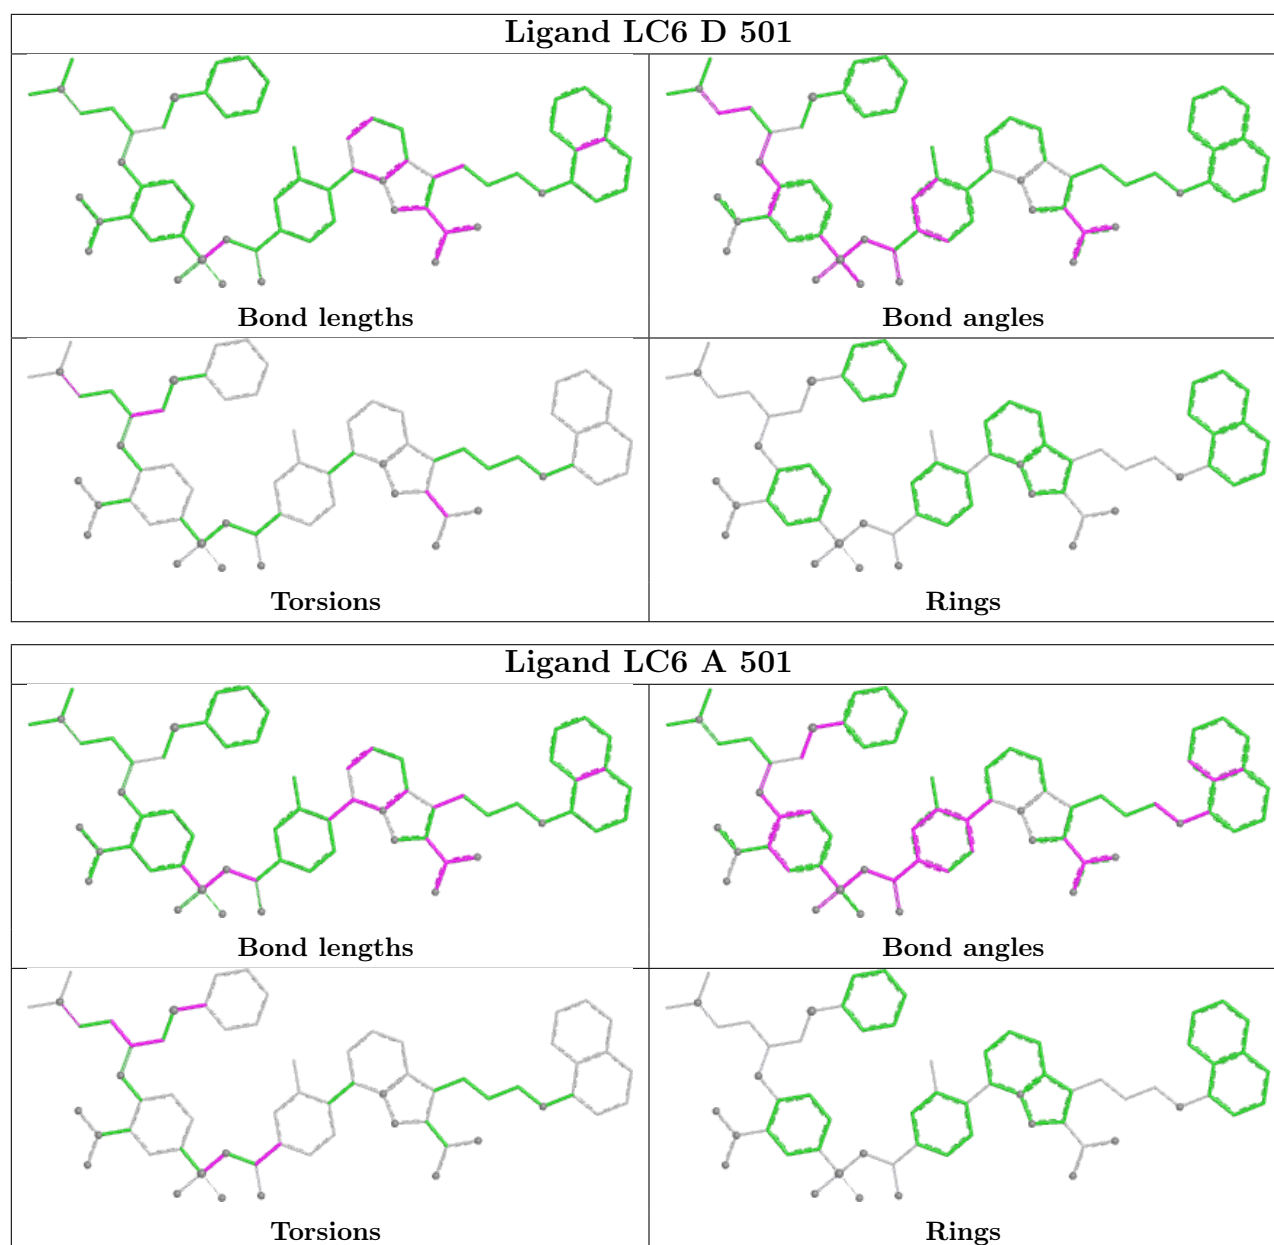 Ligand LC6 D 501
Bond lengths
Bond angles
Torsions
Rings
Ligand LC6 A 501
Bond lengths
Bond angles
Torsions
Rings